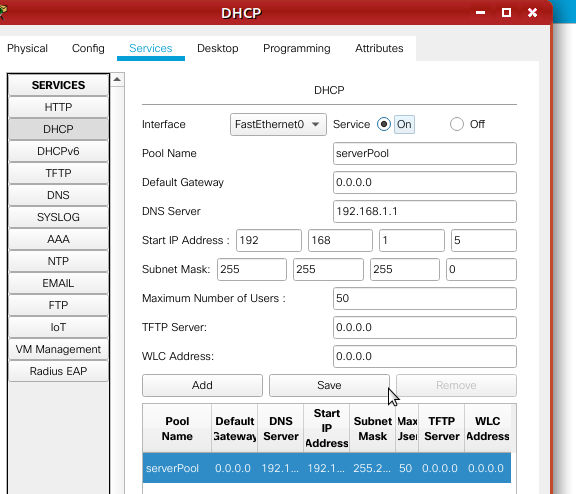 DHCP
Physical Config Services Desktop Programming Attributes
SERVICES
HTTP
DHCP
DHCPv6
TFTP
DNS
SYSLOG
AAA
NTP
EMAIL
FTP
IoT
VM Management
Radius EAP
DHCP
Interface FastEthernet0 Service On Off
Pool Name serverPool
Default Gateway 0.0.0.0
DNS Server 192.168.1.1
Start IP Address : 192 168 1 5
Subnet Mask: 255 255 255 0
Maximum Number of Users : 50
TFTP Server: 0.0.0.0
WLC Address: 0.0.0.0
Add Save Remove
Pool Name Default Gateway DNS Server Start IP Address Subnet Mask Max User TFTP Server WLC Address
serverPool 0.0.0.0 192.1... 192.1... 255.2... 50 0.0.0.0 0.0.0.0